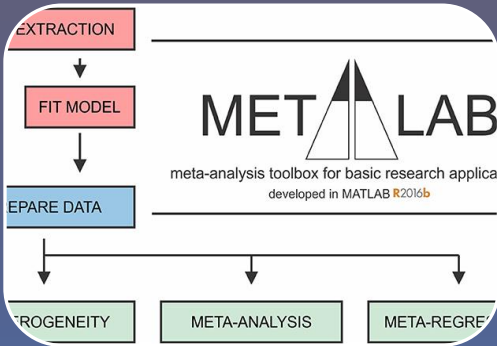 EXTRACTION
FIT MODEL
EPARE DATA
MET LAB
meta-analysis toolbox for basic research applica
developed in MATLAB R2016b
EROGENEITY
META-ANALYSIS
META-REGRES